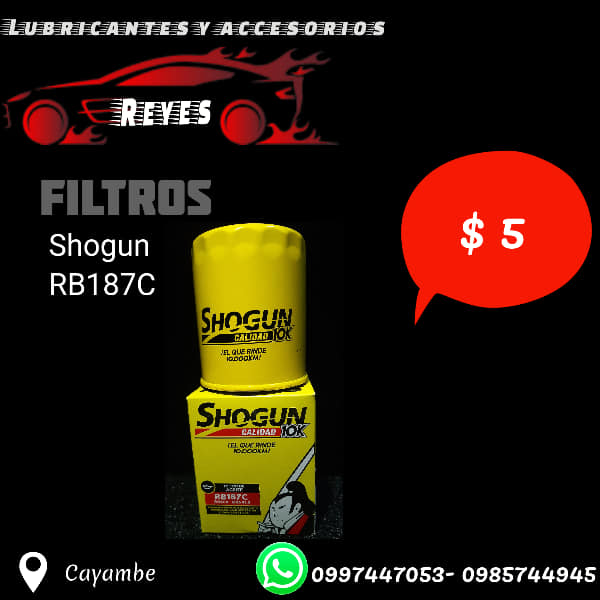 LUBRICANTES Y ACCESORIOS
REYES
FILTROS
Shogun
RB187C
$ 5
SHOGUN
CALIDAD 10K
¡EL QUE RINDE
10.000KM!
SHOGUN
CALIDAD 10K
¡EL QUE RINDE
10.000KM!
ACEITE
RB187C
Cayambe
0997447053- 0985744945